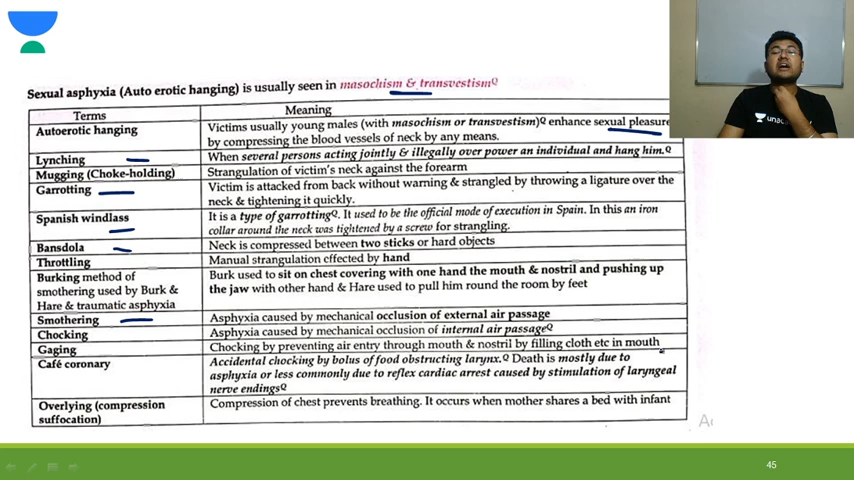 Sexual asphyxia (Auto erotic hanging) is usually seen in masochism & transvestismQ
Terms Meaning
Autoerotic hanging Victims usually young males (with masochism or transvestism)Q enhance sexual pleasure
by compressing the blood vessels of neck by any means.
Lynching When several persons acting jointly & illegally over power an individual and hang him.Q
Mugging (Choke-holding) Strangulation of victim's neck against the forearm
Garrotting Victim is attacked from back without warning & strangled by throwing a ligature over the
neck & tightening it quickly.
Spanish windlass It is a type of garrottingQ. It used to be the official mode of execution in Spain. In this an iron
collar around the neck was tightened by a screw for strangling.
Bansdola Neck is compressed between two sticks or hard objects
Throttling Manual strangulation effected by hand
Burking method of Burk used to sit on chest covering with one hand the mouth & nostril and pushing up
smothering used by Burk & the jaw with other hand & Hare used to pull him round the room by feet
Hare & traumatic asphyxia
Smothering Asphyxia caused by mechanical occlusion of external air passage
Chocking Asphyxia caused by mechanical occlusion of internal air passageQ
Gaging Chocking by preventing air entry through mouth & nostril by filling cloth etc in mouth
Café coronary Accidental chocking by bolus of food obstructing larynx.Q Death is mostly due to
asphyxia or less commonly due to reflex cardiac arrest caused by stimulation of laryngeal
nerve endingsQ
Overlying (compression Compression of chest prevents breathing. It occurs when mother shares a bed with infant
suffocation)
45